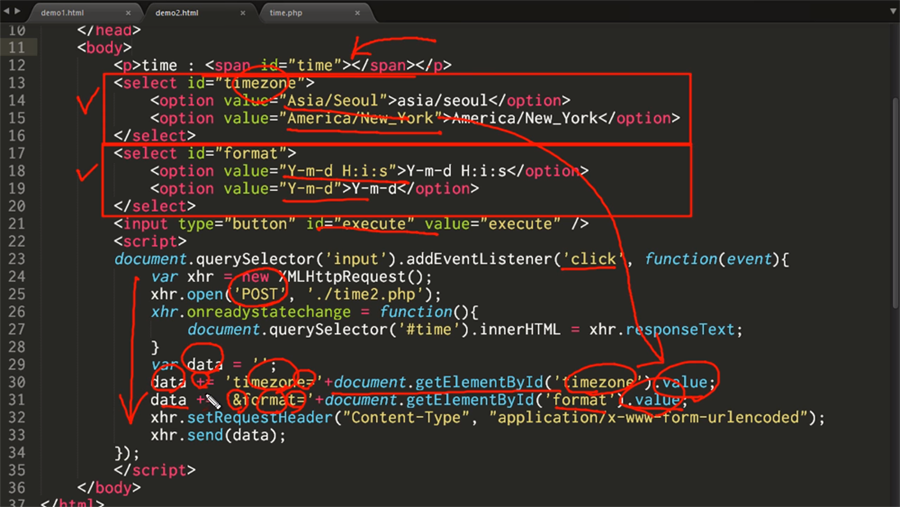 demo1.html × demo2.html × time.php ×
10 </head>
11 <body>
12 <p>time : <span id="time"></span></p>
13 <select id="timezone">
14 <option value="Asia/Seoul">asia/seoul</option>
15 <option value="America/New_York">America/New_York</option>
16 </select>
17 <select id="format">
18 <option value="Y-m-d H:i:s">Y-m-d H:i:s</option>
19 <option value="Y-m-d">Y-m-d</option>
20 </select>
21 <input type="button" id="execute" value="execute" />
22 <script>
23 document.querySelector('input').addEventListener('click', function(event){
24 var xhr = new XMLHttpRequest();
25 xhr.open('POST', './time2.php');
26 xhr.onreadystatechange = function(){
27 document.querySelector('#time').innerHTML = xhr.responseText;
28 }
29 var data = '';
30 data += 'timezone='+document.getElementById('timezone').value;
31 data + &format='+document.getElementById('format').value;
32 xhr.setRequestHeader("Content-Type", "application/x-www-form-urlencoded");
33 xhr.send(data);
34 });
35 </script>
36 </body>
37 </html>